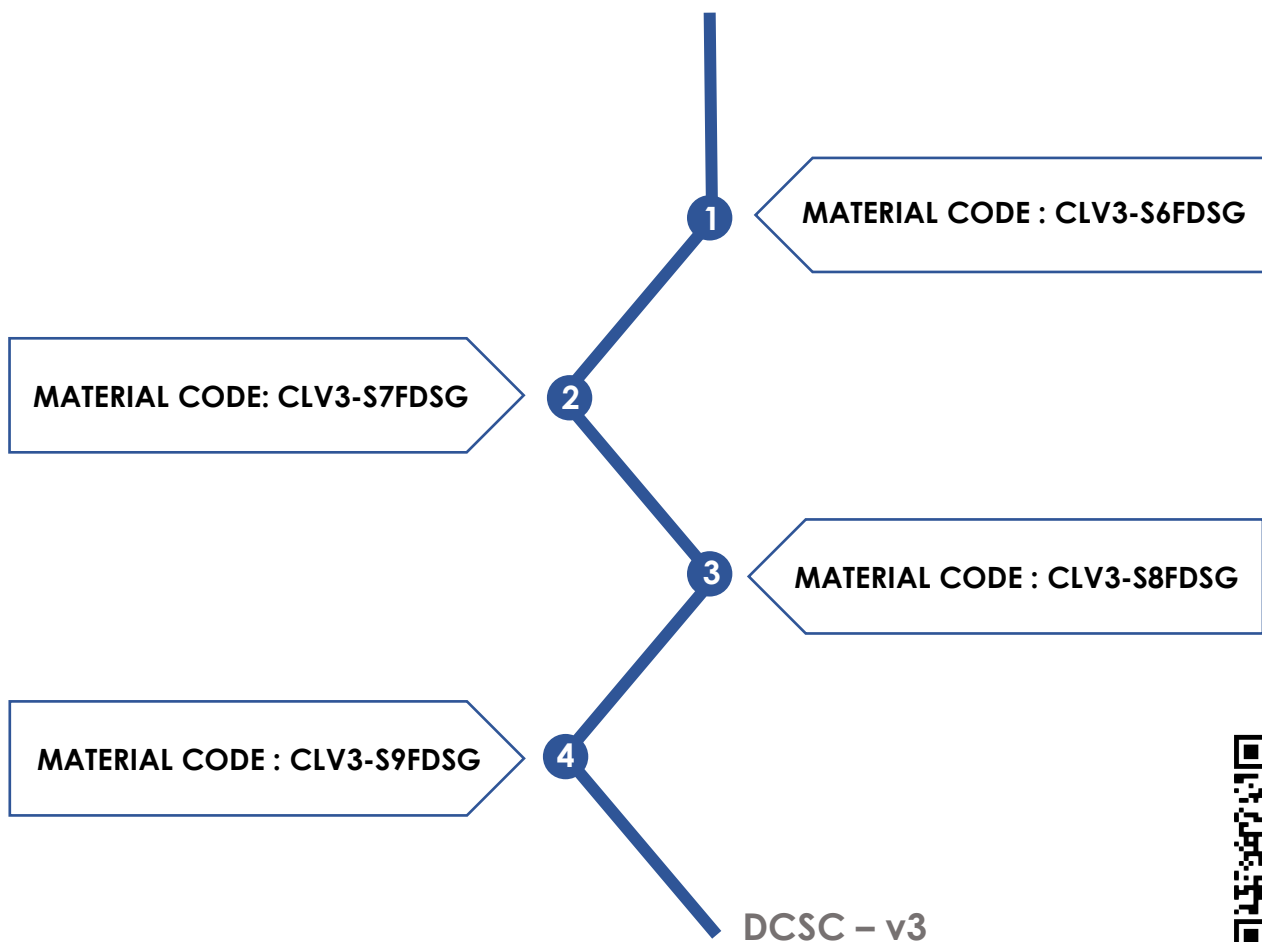 1
MATERIAL CODE : CLV3-S6FDSG
2
MATERIAL CODE: CLV3-S7FDSG
3
MATERIAL CODE : CLV3-S8FDSG
4
MATERIAL CODE : CLV3-S9FDSG
DCSC – v3